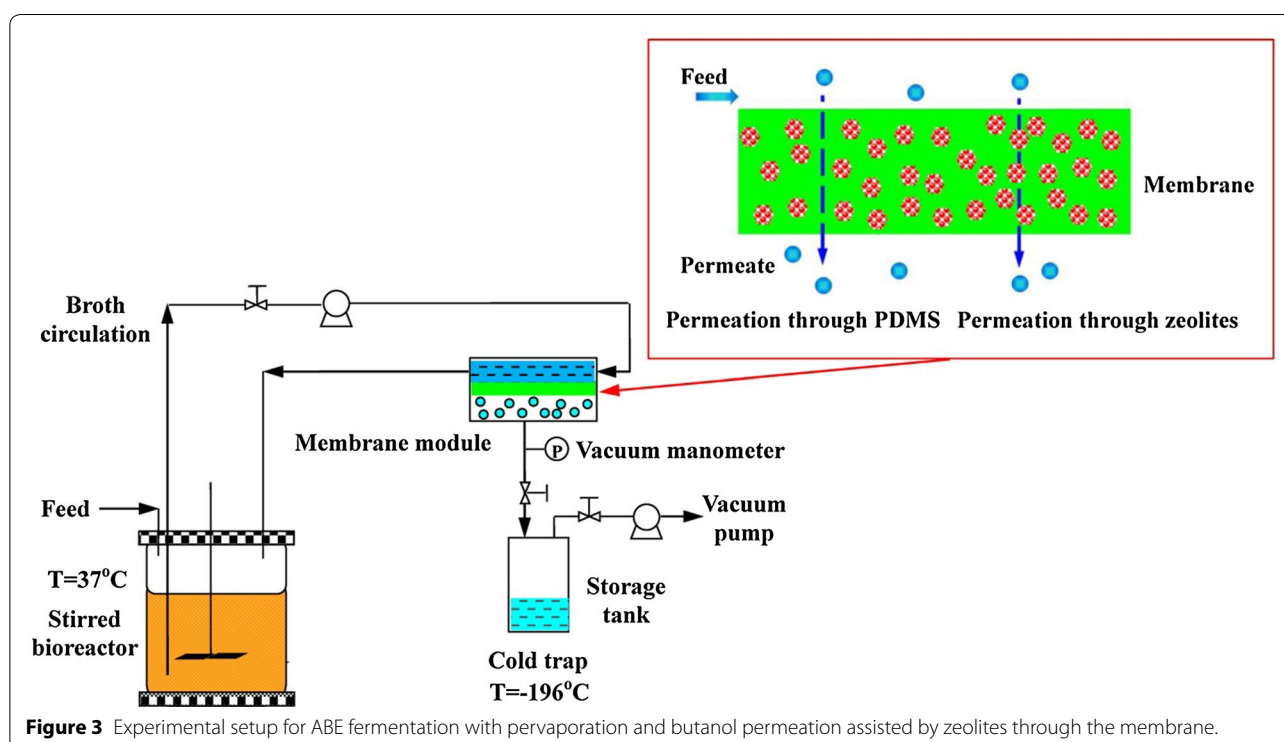 Feed
Membrane
Permeate
Permeation through PDMS
Permeation through zeolites
Broth
circulation
Membrane module
P
Vacuum manometer
Feed
Vacuum
pump
T=37°C
Stirred
bioreactor
Storage
tank
Cold trap
T=-196°C
Figure 3 Experimental setup for ABE fermentation with pervaporation and butanol permeation assisted by zeolites through the membrane.